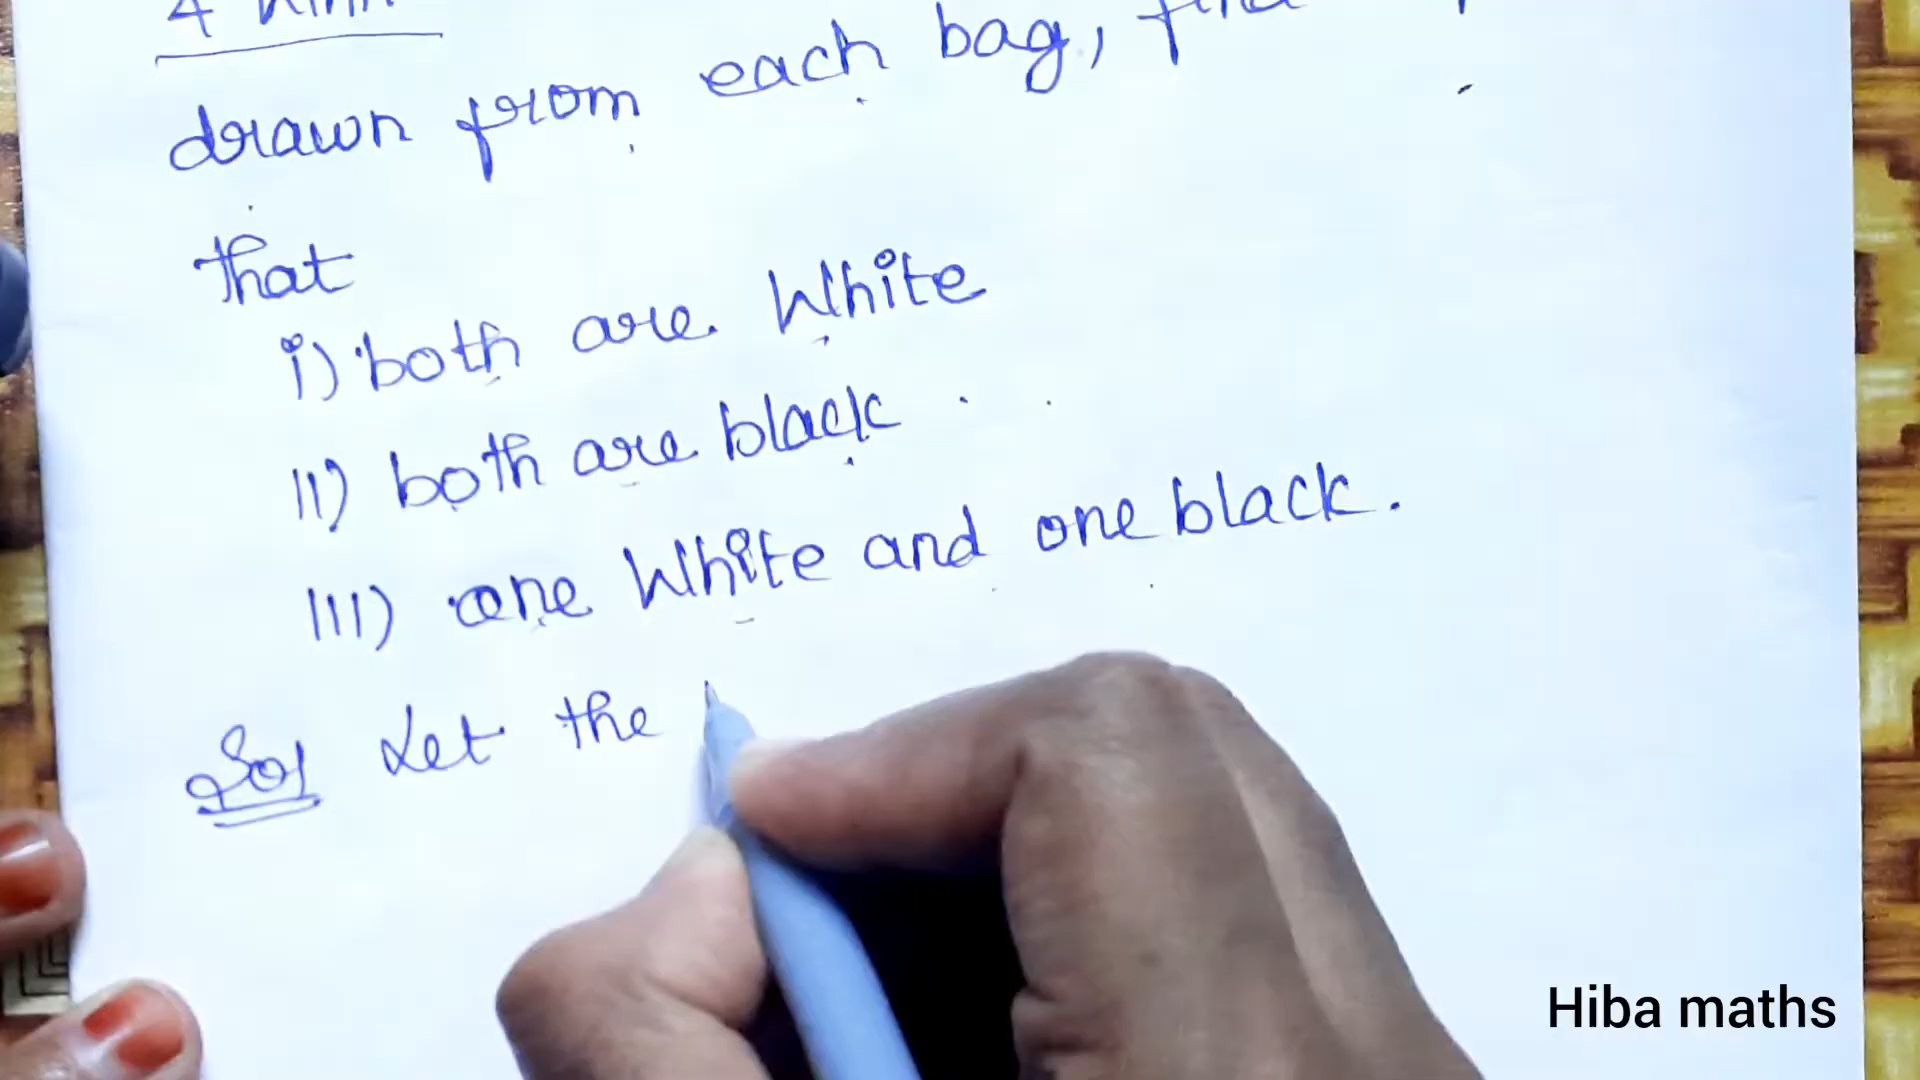 4
drawn from each bag,
that
i) both are White
II) both are black
III) one White and one black.
Sol Let the
Hiba maths